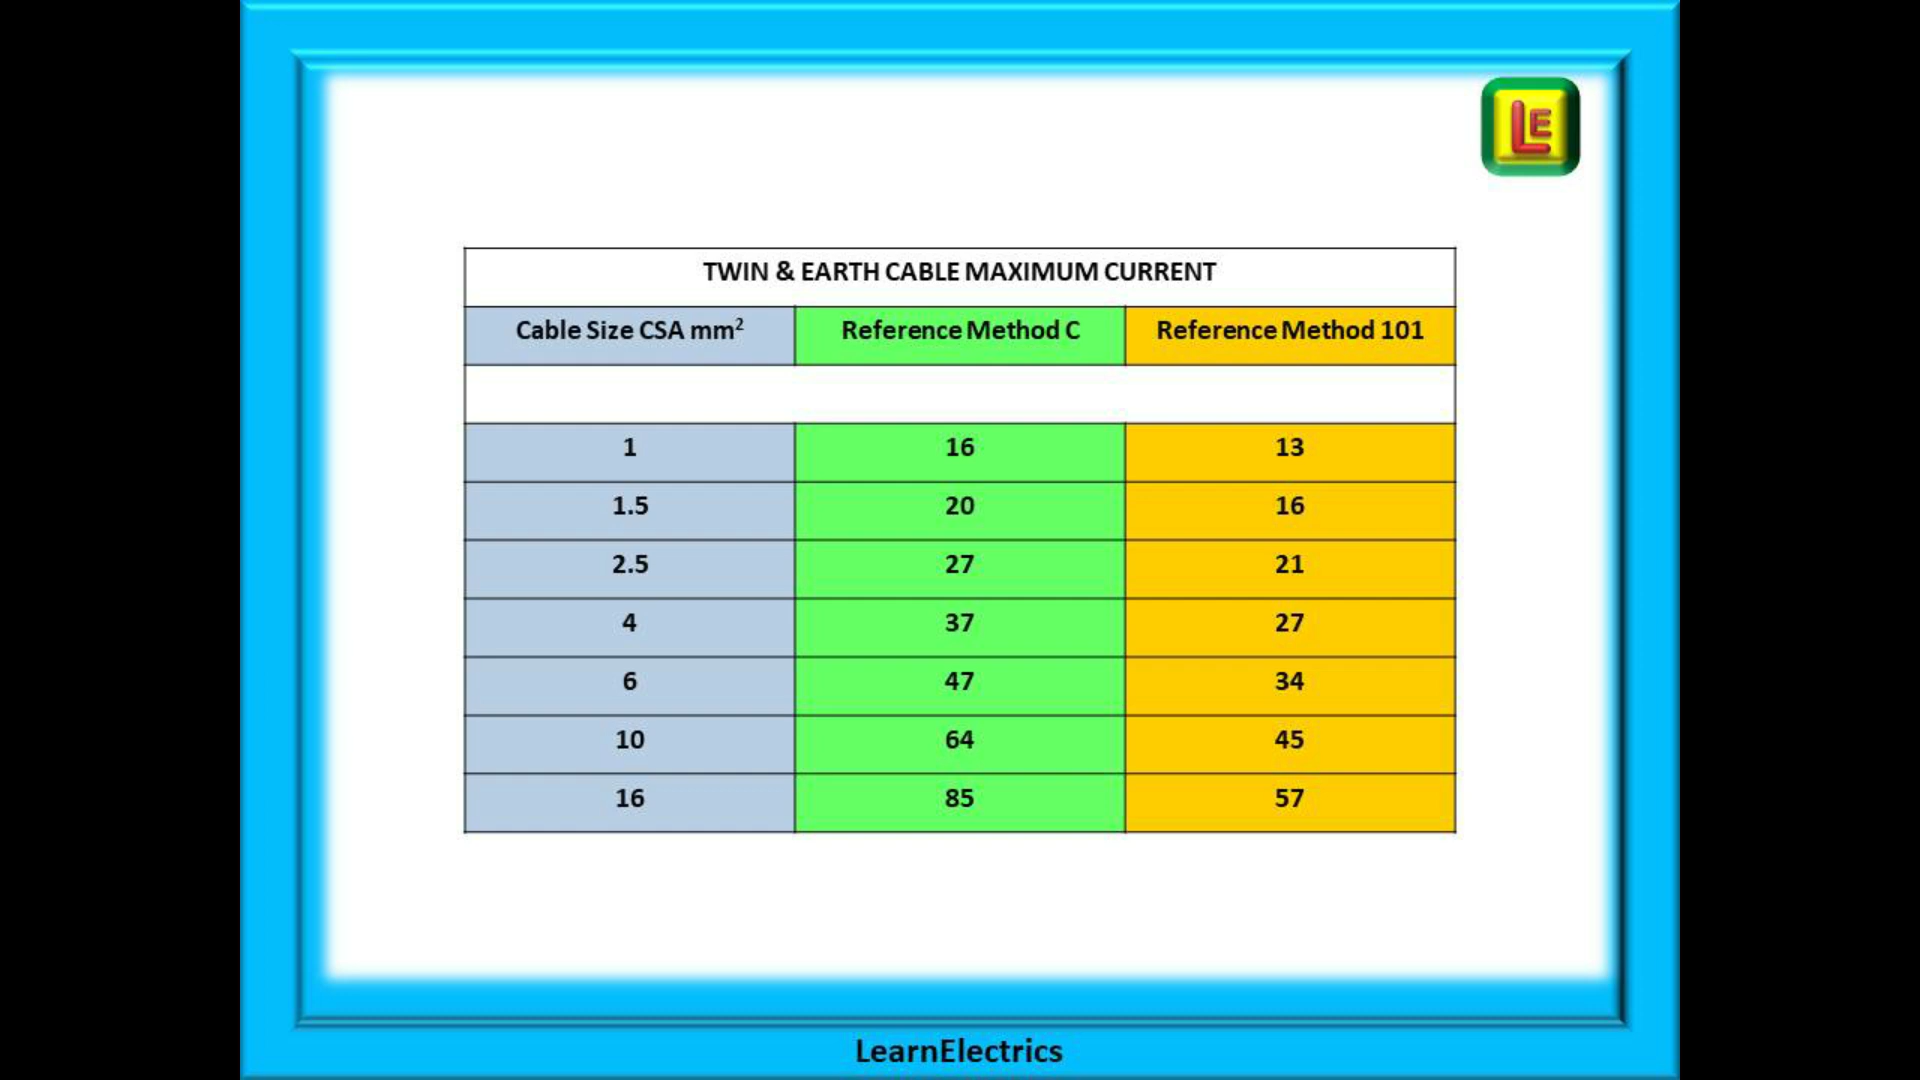 LE
TWIN & EARTH CABLE MAXIMUM CURRENT
Cable Size CSA mm² Reference Method C Reference Method 101
1 16 13
1.5 20 16
2.5 27 21
4 37 27
6 47 34
10 64 45
16 85 57
LearnElectrics